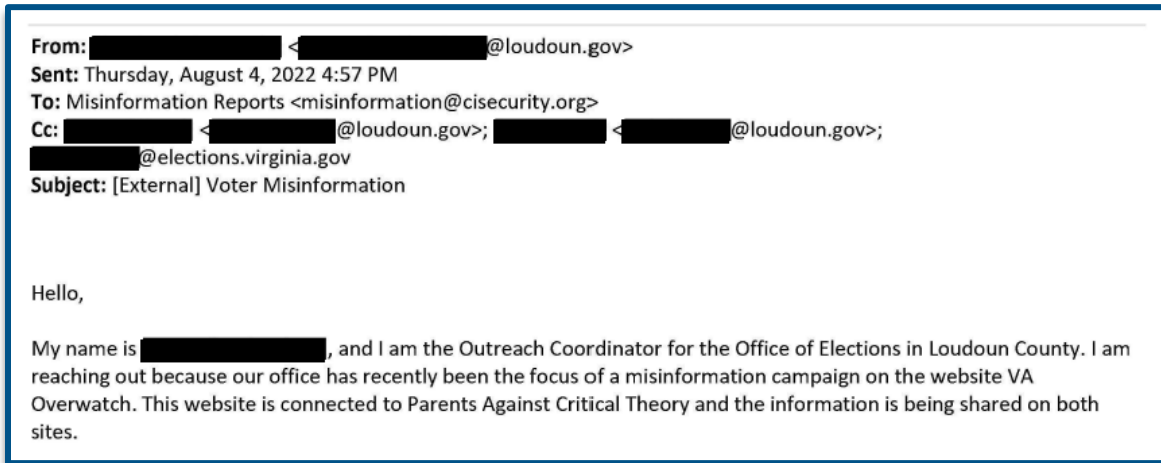 From: < @loudoun.gov>
Sent: Thursday, August 4, 2022 4:57 PM
To: Misinformation Reports <misinformation@cisecurity.org>
Cc: < @loudoun.gov>; < @loudoun.gov>;
@elections.virginia.gov
Subject: [External] Voter Misinformation
Hello,
My name is , and I am the Outreach Coordinator for the Office of Elections in Loudoun County. I am
reaching out because our office has recently been the focus of a misinformation campaign on the website VA
Overwatch. This website is connected to Parents Against Critical Theory and the information is being shared on both
sites.